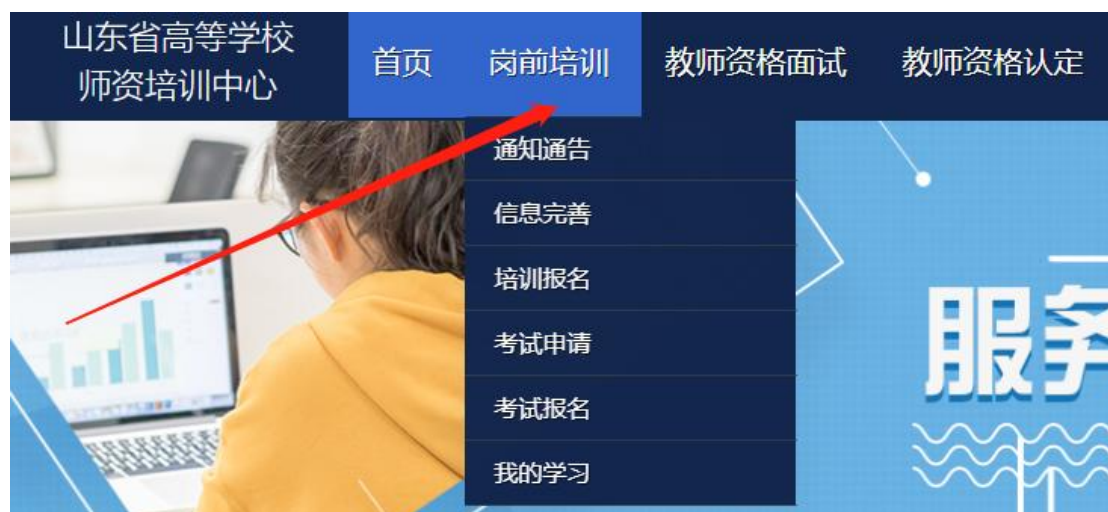 山东省高等学校
师资培训中心
首页 岗前培训 教师资格面试 教师资格认定
通知通告
信息完善
培训报名
考试申请
考试报名
我的学习
服务